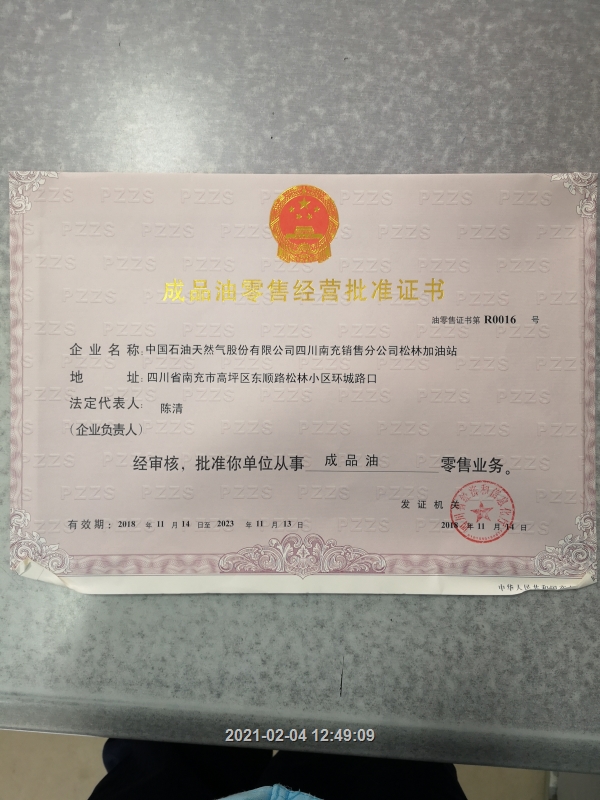 成品油零售经营批准证书
油零售证书第 R0016 号
企业名称:中国石油天然气股份有限公司四川南充销售分公司松林加油站
地 址:四川省南充市高坪区东顺路松林小区环城路口
法定代表人: 陈清
(企业负责人)
经审核,批准你单位从事 成品油 零售业务。
发证机关
有效期:2018 年 11 月 14 日至 2023 年 11 月 13 日
2018 年 11 月 14 日
2021-02-04 12:49:09